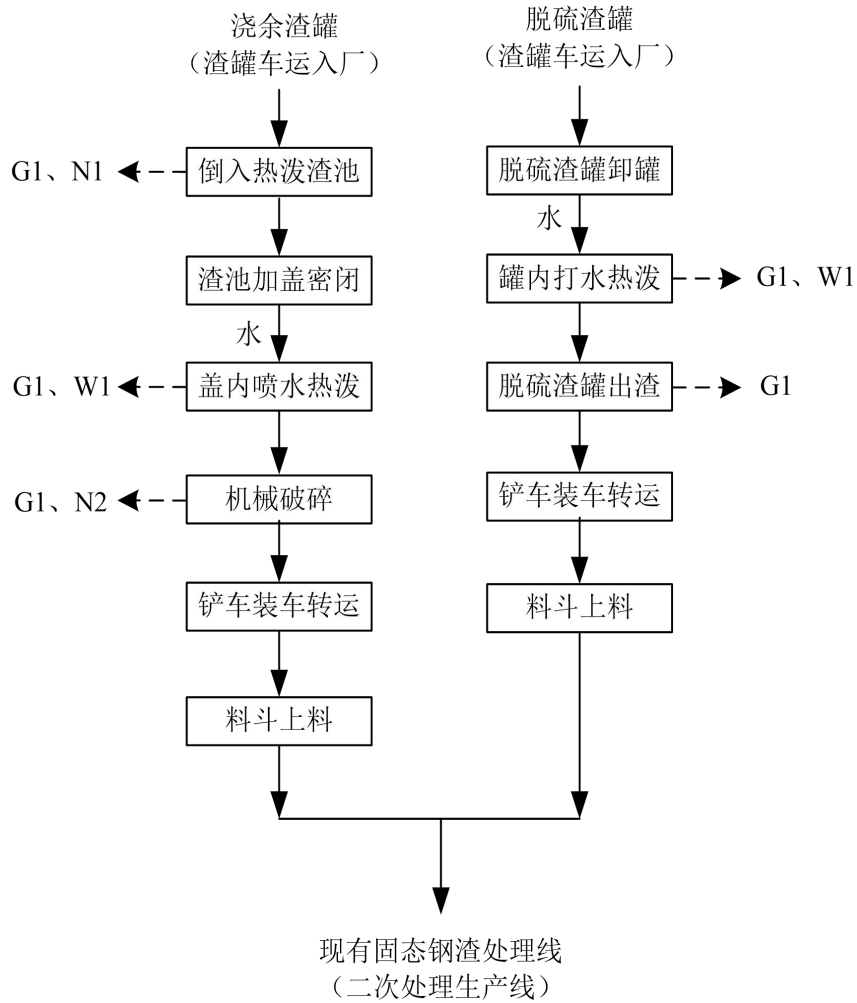 浇余渣罐
（渣罐车运入厂）
G1、N1
倒入热泼渣池
渣池加盖密闭
水
G1、W1
盖内喷水热泼
G1、N2
机械破碎
铲车装车转运
料斗上料
脱硫渣罐
（渣罐车运入厂）
脱硫渣罐卸罐
水
罐内打水热泼
G1、W1
脱硫渣罐出渣
G1
铲车装车转运
料斗上料
现有固态钢渣处理线
（二次处理生产线）